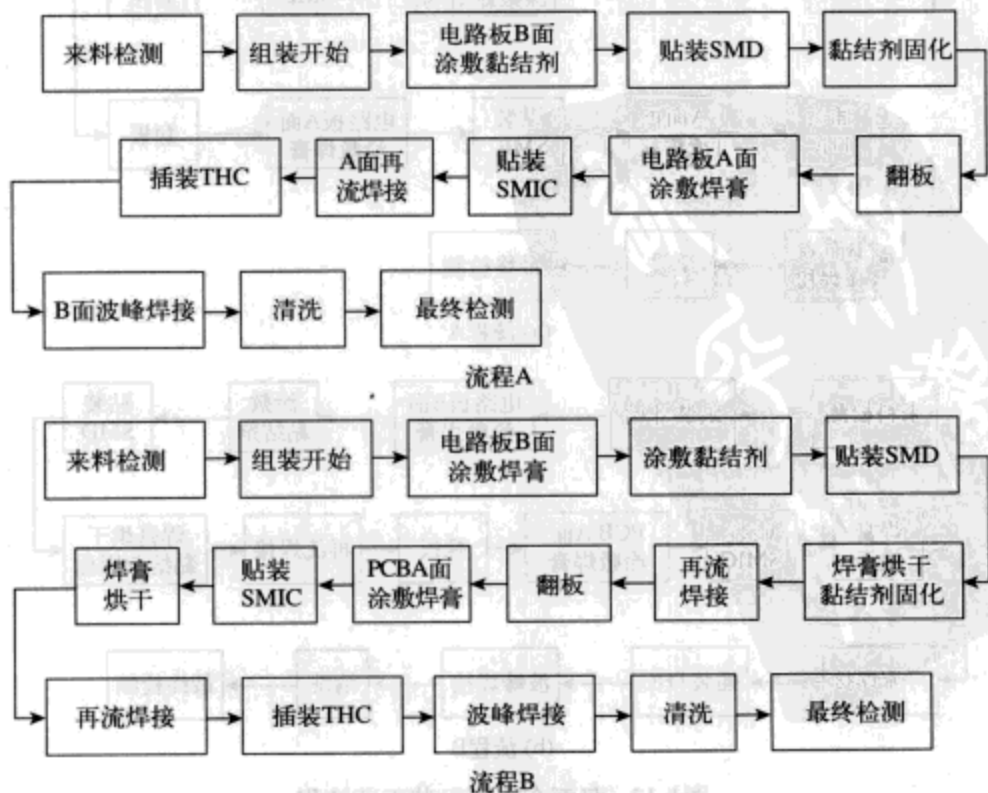 来料检测
组装开始
电路板B面
涂敷黏结剂
贴装SMD
黏结剂固化
翻板
电路板A面
涂敷焊膏
贴装
SMIC
A面再
流焊接
插装THC
B面波峰焊接
清洗
最终检测
流程A
来料检测
组装开始
电路板B面
涂敷焊膏
涂敷黏结剂
贴装SMD
焊膏烘干
黏结剂固化
再流
焊接
翻板
PCBA面
涂敷焊膏
贴装
SMIC
焊膏
烘干
再流焊接
插装THC
波峰焊接
清洗
最终检测
流程B